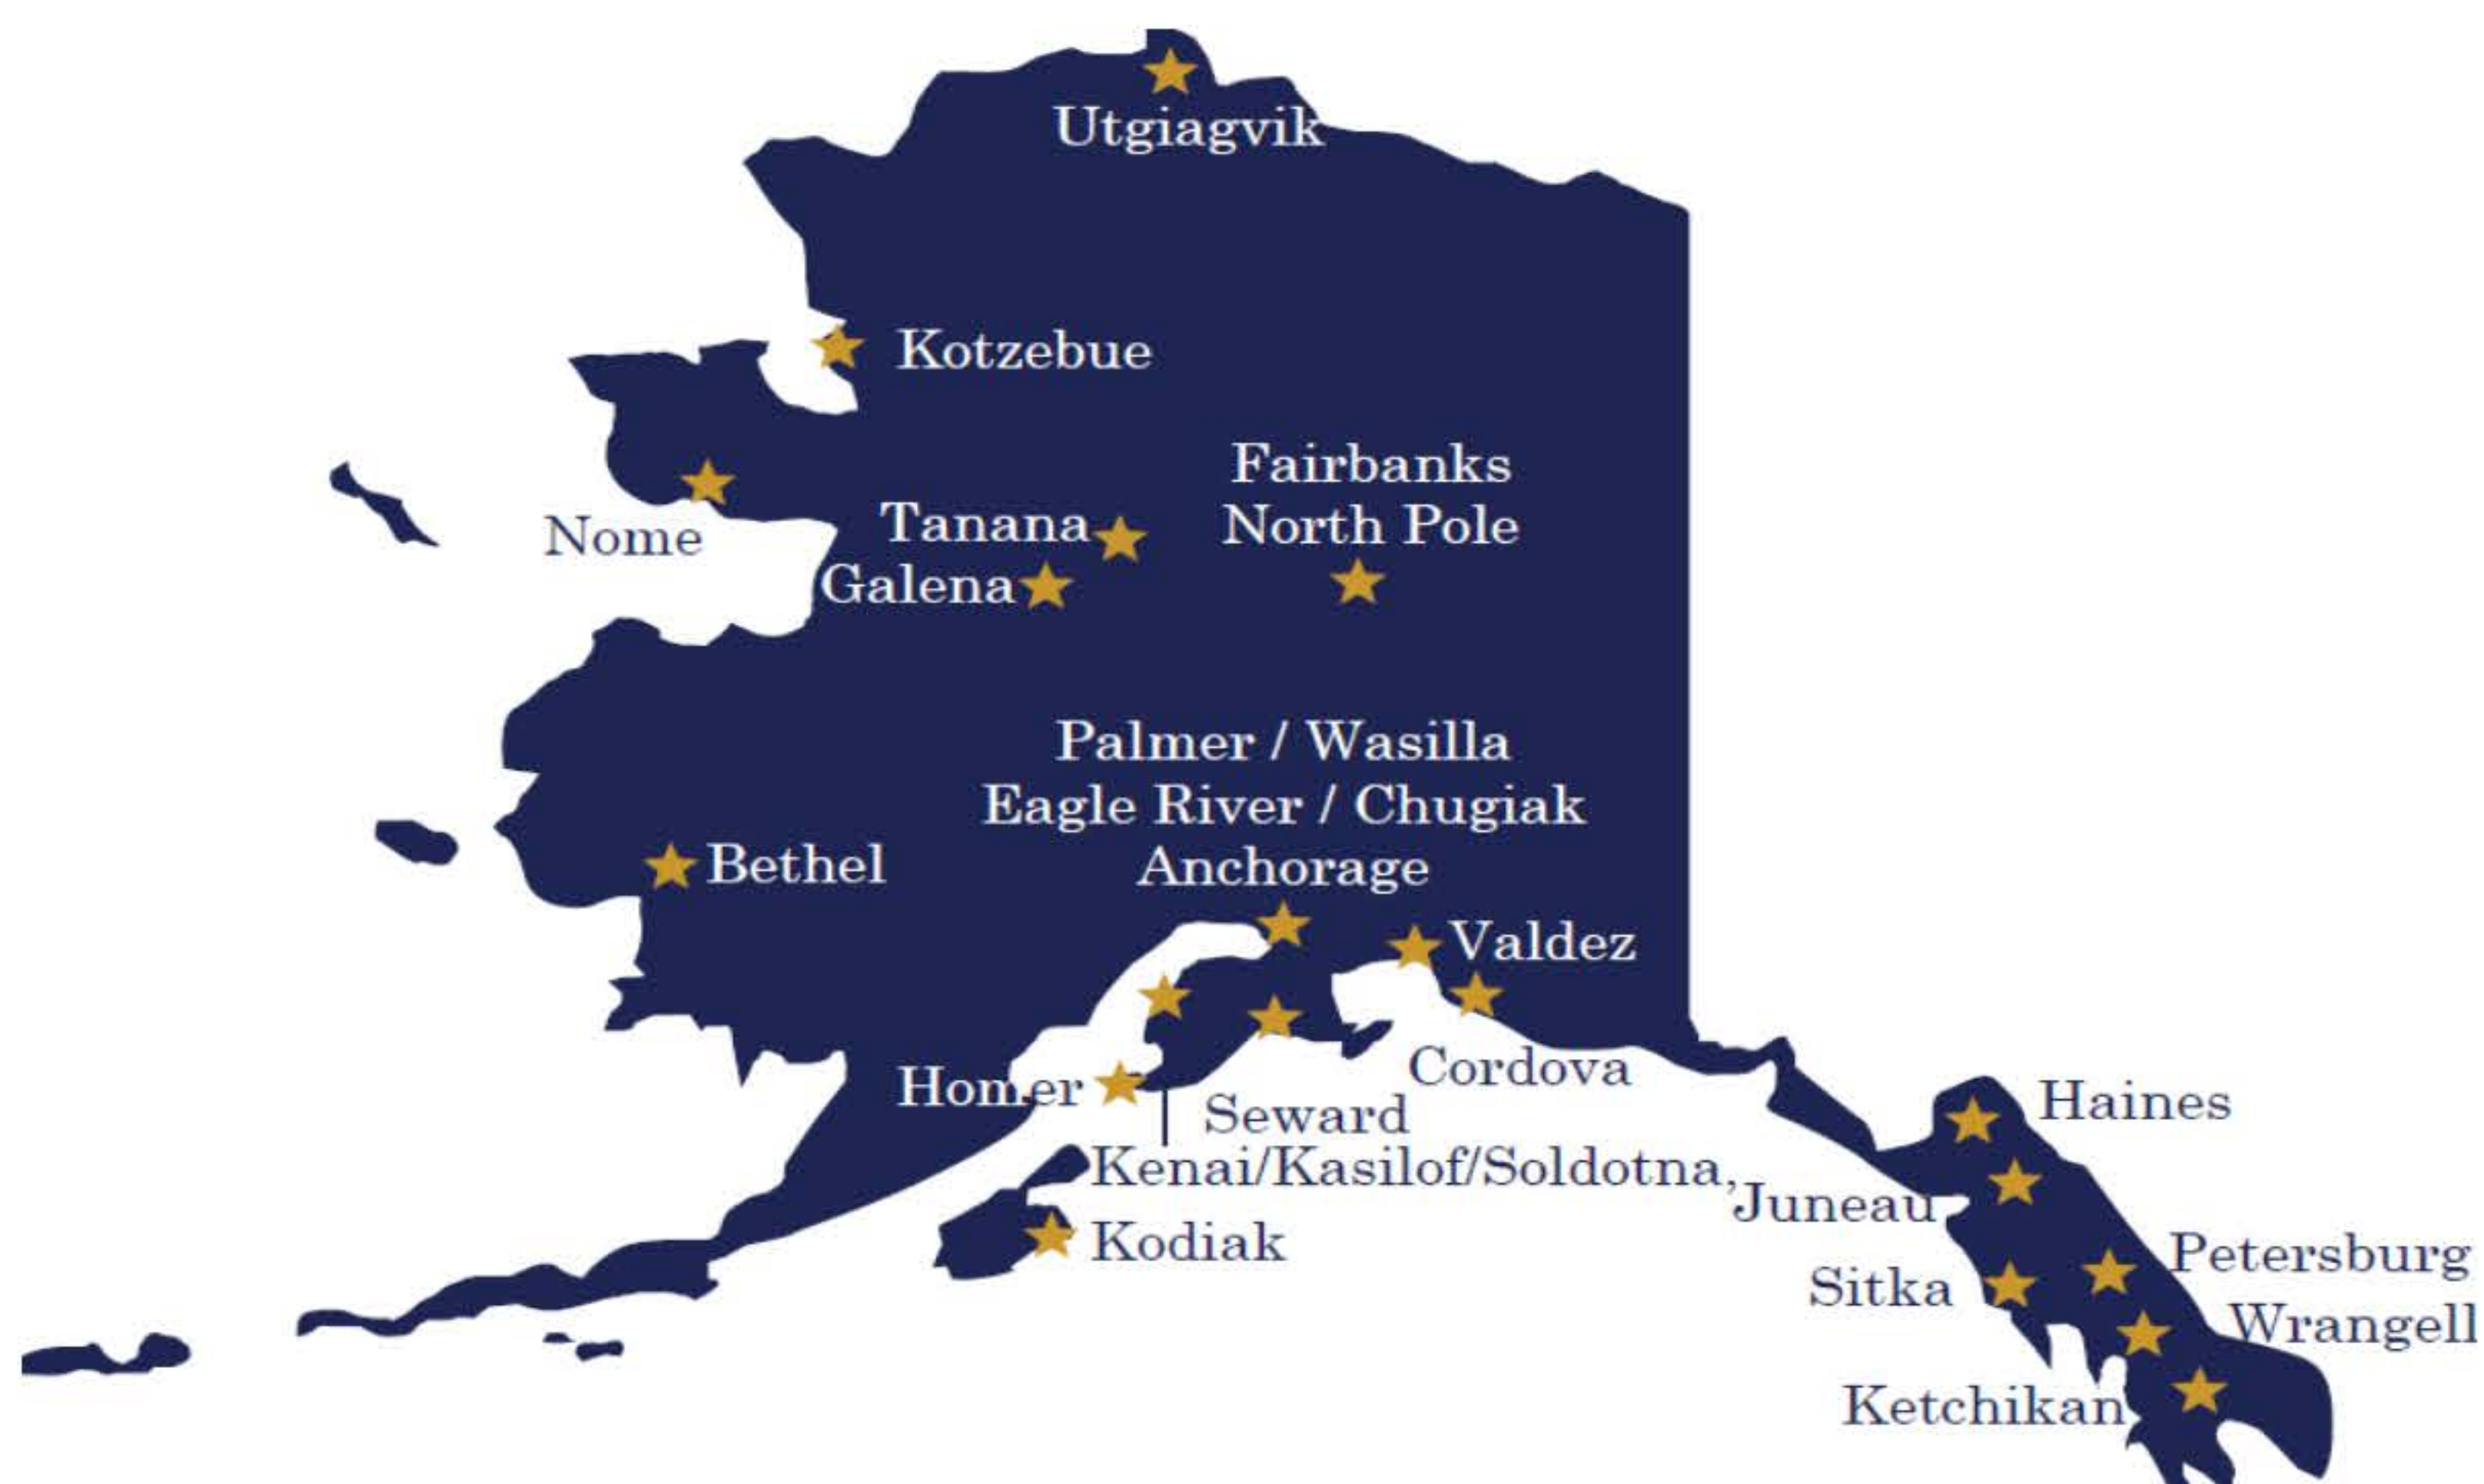 Utgiagvik
Kotzebue
Fairbanks
North Pole
Tanana
Nome
Galena
Palmer / Wasilla
Eagle River / Chugiak
Anchorage
Bethel
Valdez
Cordova
Homer
Seward
Kenai/Kasilof/Soldotna,
Kodiak
Haines
Juneau
Petersburg
Sitka
Wrangell
Ketchikan